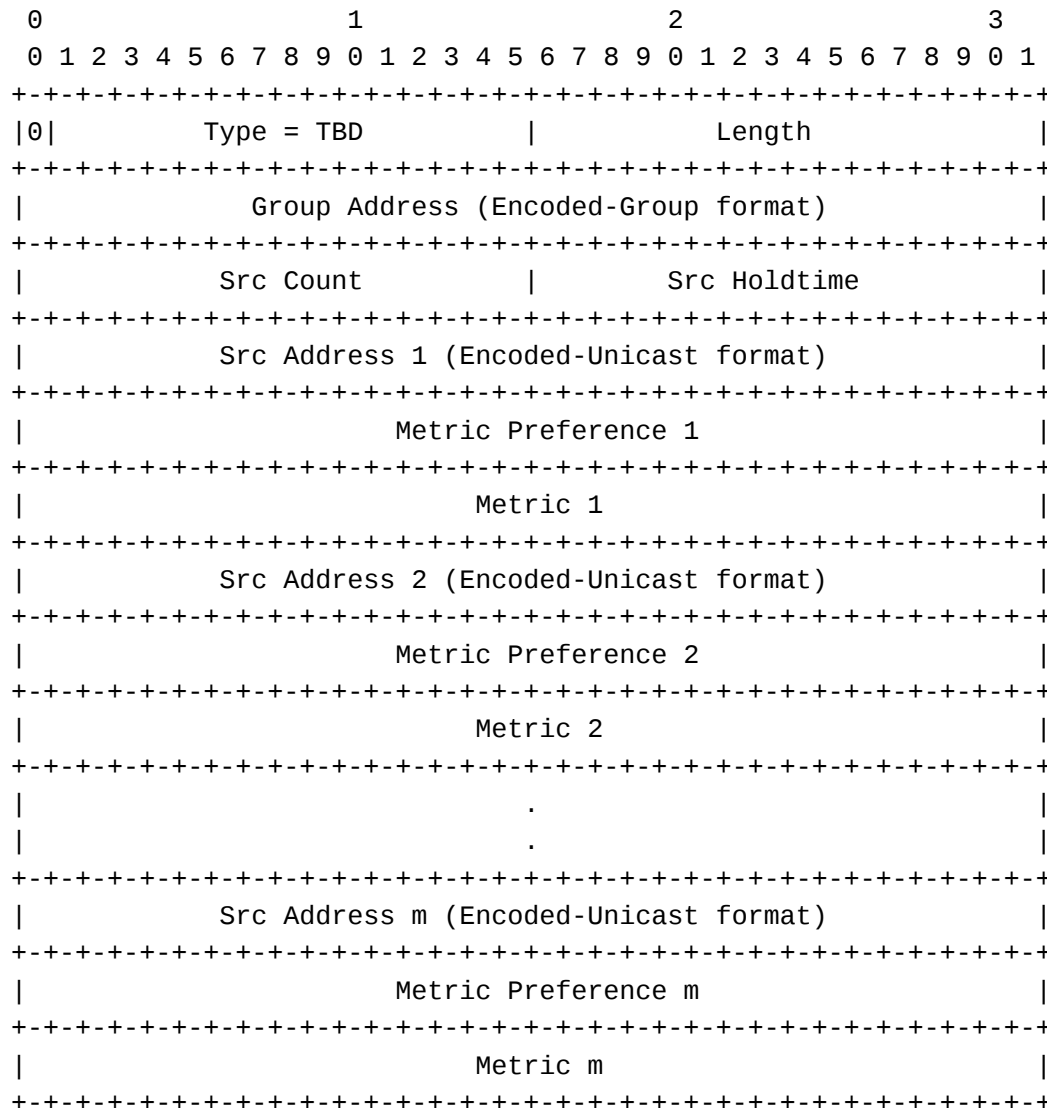 0                   1                   2                   3
0 1 2 3 4 5 6 7 8 9 0 1 2 3 4 5 6 7 8 9 0 1 2 3 4 5 6 7 8 9 0 1
+-+-+-+-+-+-+-+-+-+-+-+-+-+-+-+-+-+-+-+-+-+-+-+-+-+-+-+-+-+-+-+-+
|0|         Type = TBD          |            Length             |
+-+-+-+-+-+-+-+-+-+-+-+-+-+-+-+-+-+-+-+-+-+-+-+-+-+-+-+-+-+-+-+-+
|              Group Address (Encoded-Group format)             |
+-+-+-+-+-+-+-+-+-+-+-+-+-+-+-+-+-+-+-+-+-+-+-+-+-+-+-+-+-+-+-+-+
|            Src Count          |         Src Holdtime          |
+-+-+-+-+-+-+-+-+-+-+-+-+-+-+-+-+-+-+-+-+-+-+-+-+-+-+-+-+-+-+-+-+
|            Src Address 1 (Encoded-Unicast format)             |
+-+-+-+-+-+-+-+-+-+-+-+-+-+-+-+-+-+-+-+-+-+-+-+-+-+-+-+-+-+-+-+-+
|                       Metric Preference 1                     |
+-+-+-+-+-+-+-+-+-+-+-+-+-+-+-+-+-+-+-+-+-+-+-+-+-+-+-+-+-+-+-+-+
|                            Metric 1                           |
+-+-+-+-+-+-+-+-+-+-+-+-+-+-+-+-+-+-+-+-+-+-+-+-+-+-+-+-+-+-+-+-+
|            Src Address 2 (Encoded-Unicast format)             |
+-+-+-+-+-+-+-+-+-+-+-+-+-+-+-+-+-+-+-+-+-+-+-+-+-+-+-+-+-+-+-+-+
|                       Metric Preference 2                     |
+-+-+-+-+-+-+-+-+-+-+-+-+-+-+-+-+-+-+-+-+-+-+-+-+-+-+-+-+-+-+-+-+
|                            Metric 2                           |
+-+-+-+-+-+-+-+-+-+-+-+-+-+-+-+-+-+-+-+-+-+-+-+-+-+-+-+-+-+-+-+-+
|                               .                               |
|                               .                               |
+-+-+-+-+-+-+-+-+-+-+-+-+-+-+-+-+-+-+-+-+-+-+-+-+-+-+-+-+-+-+-+-+
|            Src Address m (Encoded-Unicast format)             |
+-+-+-+-+-+-+-+-+-+-+-+-+-+-+-+-+-+-+-+-+-+-+-+-+-+-+-+-+-+-+-+-+
|                       Metric Preference m                     |
+-+-+-+-+-+-+-+-+-+-+-+-+-+-+-+-+-+-+-+-+-+-+-+-+-+-+-+-+-+-+-+-+
|                            Metric m                           |
+-+-+-+-+-+-+-+-+-+-+-+-+-+-+-+-+-+-+-+-+-+-+-+-+-+-+-+-+-+-+-+-+